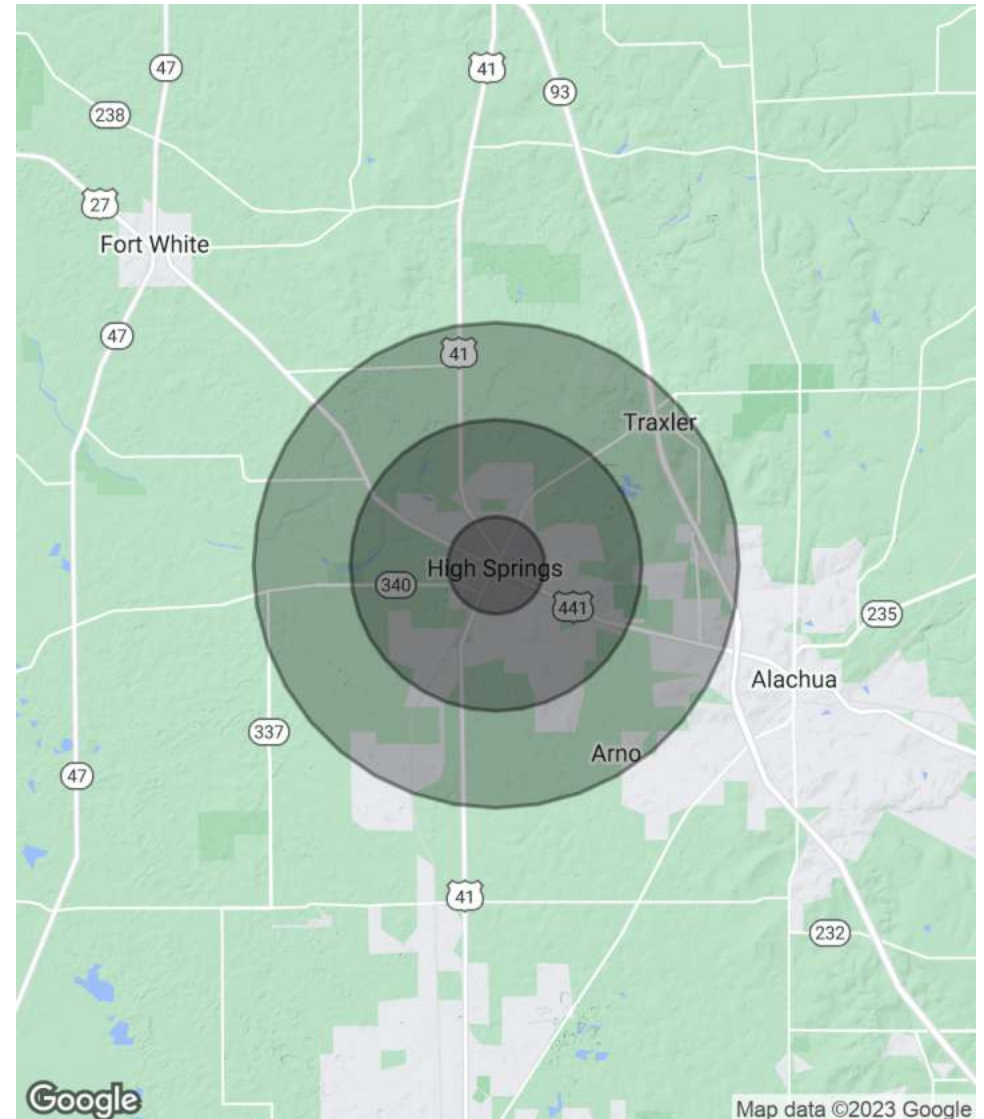 47
41
93
238
27
Fort White
47
41
Traxler
High Springs
340
441
235
Alachua
337
Arno
47
41
232
Google
Map data ©2023 Google